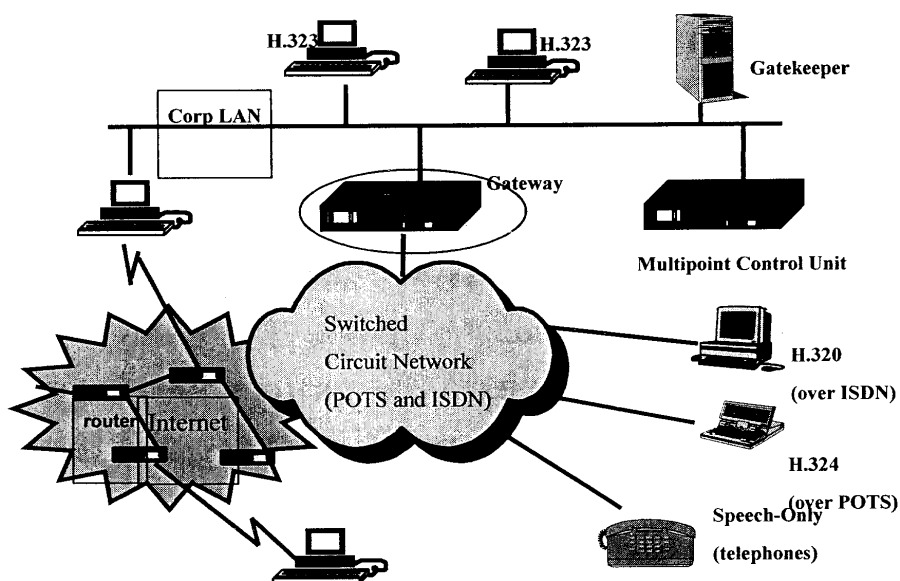 H.323
H.323
Gatekeeper
Corp LAN
Gateway
Multipoint Control Unit
Switched
Circuit Network
(POTS and ISDN)
H.320
(over ISDN)
router
Internet
H.324
(over POTS)
Speech-Only
(telephones)